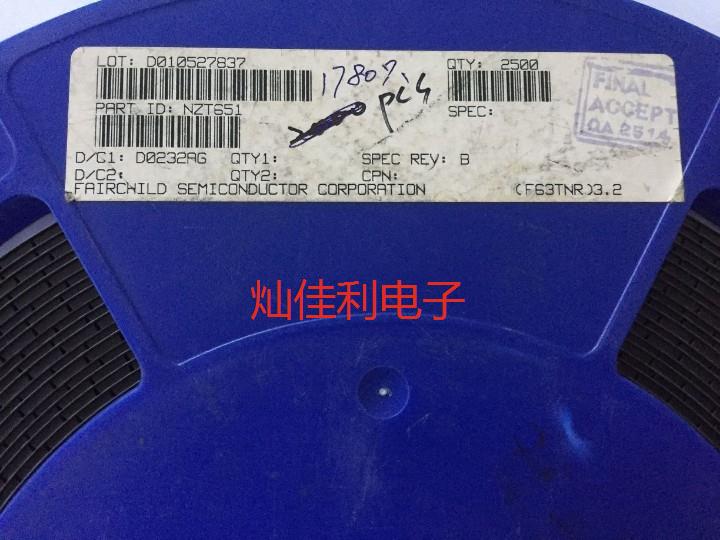 LOT: D010527837
QTY: 2500
PART ID: NZT651
SPEC:
pcs
FINAL
ACCEPT
QA 2514
D/C1: D0232AG QTY1: SPEC REV: B
D/C2: QTY2: CPN:
FAIRCHILD SEMICONDUCTOR CORPORATION (F63TNR)3.2
灿佳利电子